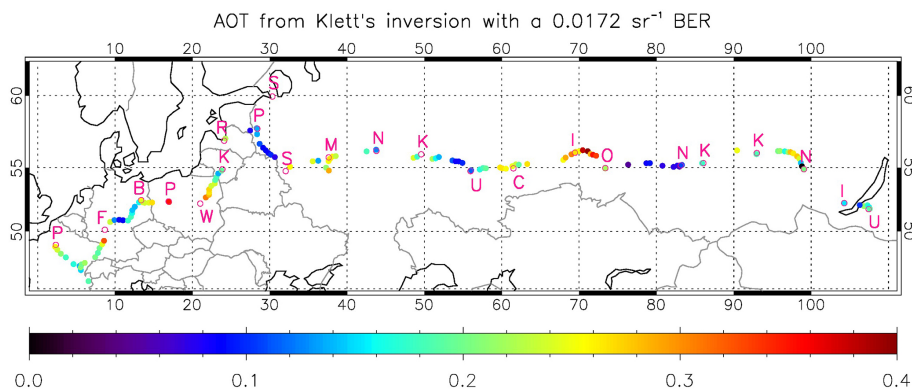 AOT from Klett's inversion with a 0.0172 sr⁻¹ BER
10 20 30 40 50 60 70 80 90 100
60 60
S
P
R
M N K I K
K S O N K N
55 55
U C
B P
W I
F U
P
50 50
10 20 30 40 50 60 70 80 90 100
0.0 0.1 0.2 0.3 0.4